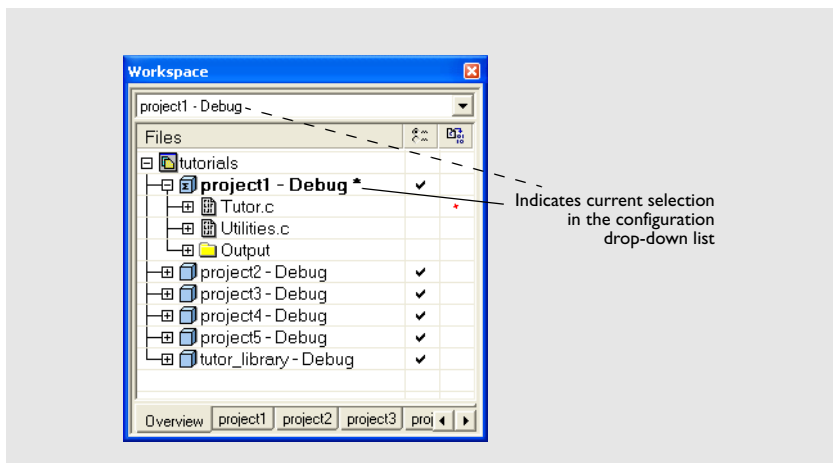 Workspace
project1 - Debug
Files
tutorials
project1 - Debug *
Tutor.c
Utilities.c
Output
project2 - Debug
project3 - Debug
project4 - Debug
project5 - Debug
tutor_library - Debug
Overview project1 project2 project3 proj
Indicates current selection
in the configuration
drop-down list